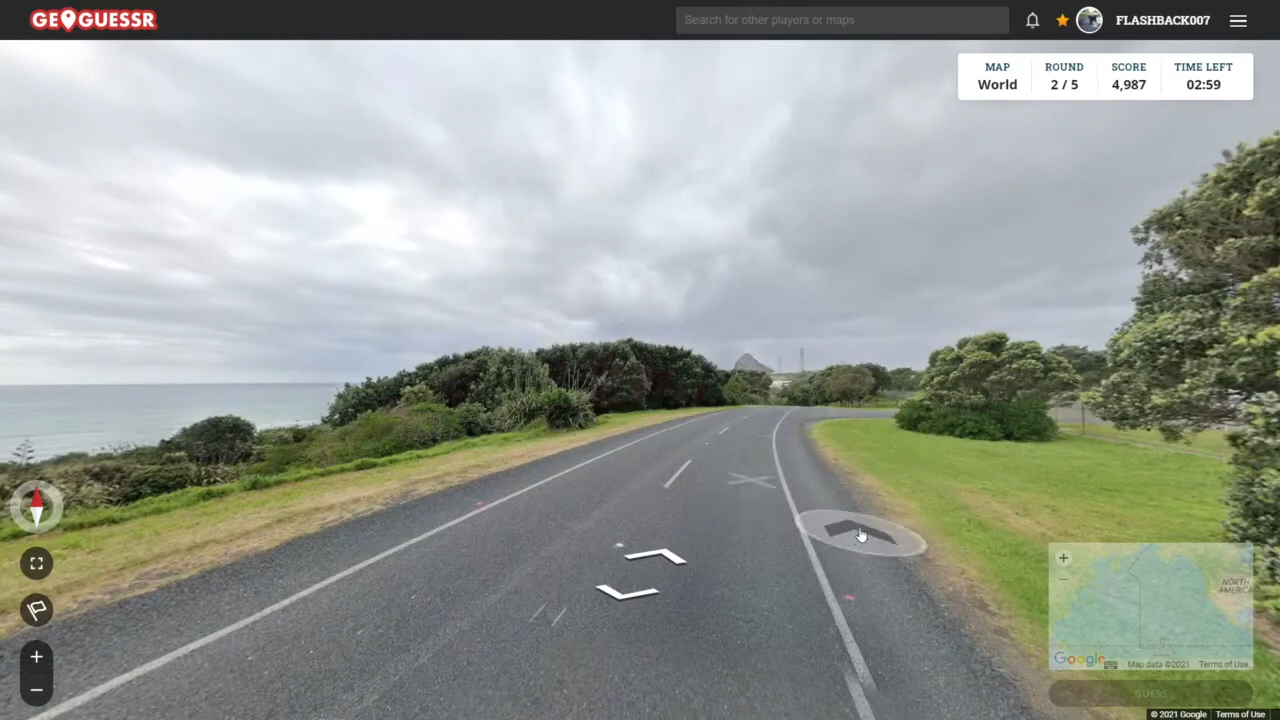 GEOGUESSR
Search for other players or maps
FLASHBACK007
MAP ROUND SCORE TIME LEFT
World 2 / 5 4,987 02:59
NORTH
AMERICA
Google Map data ©2021 Terms of Use
GUESS
© 2021 Google Terms of Use